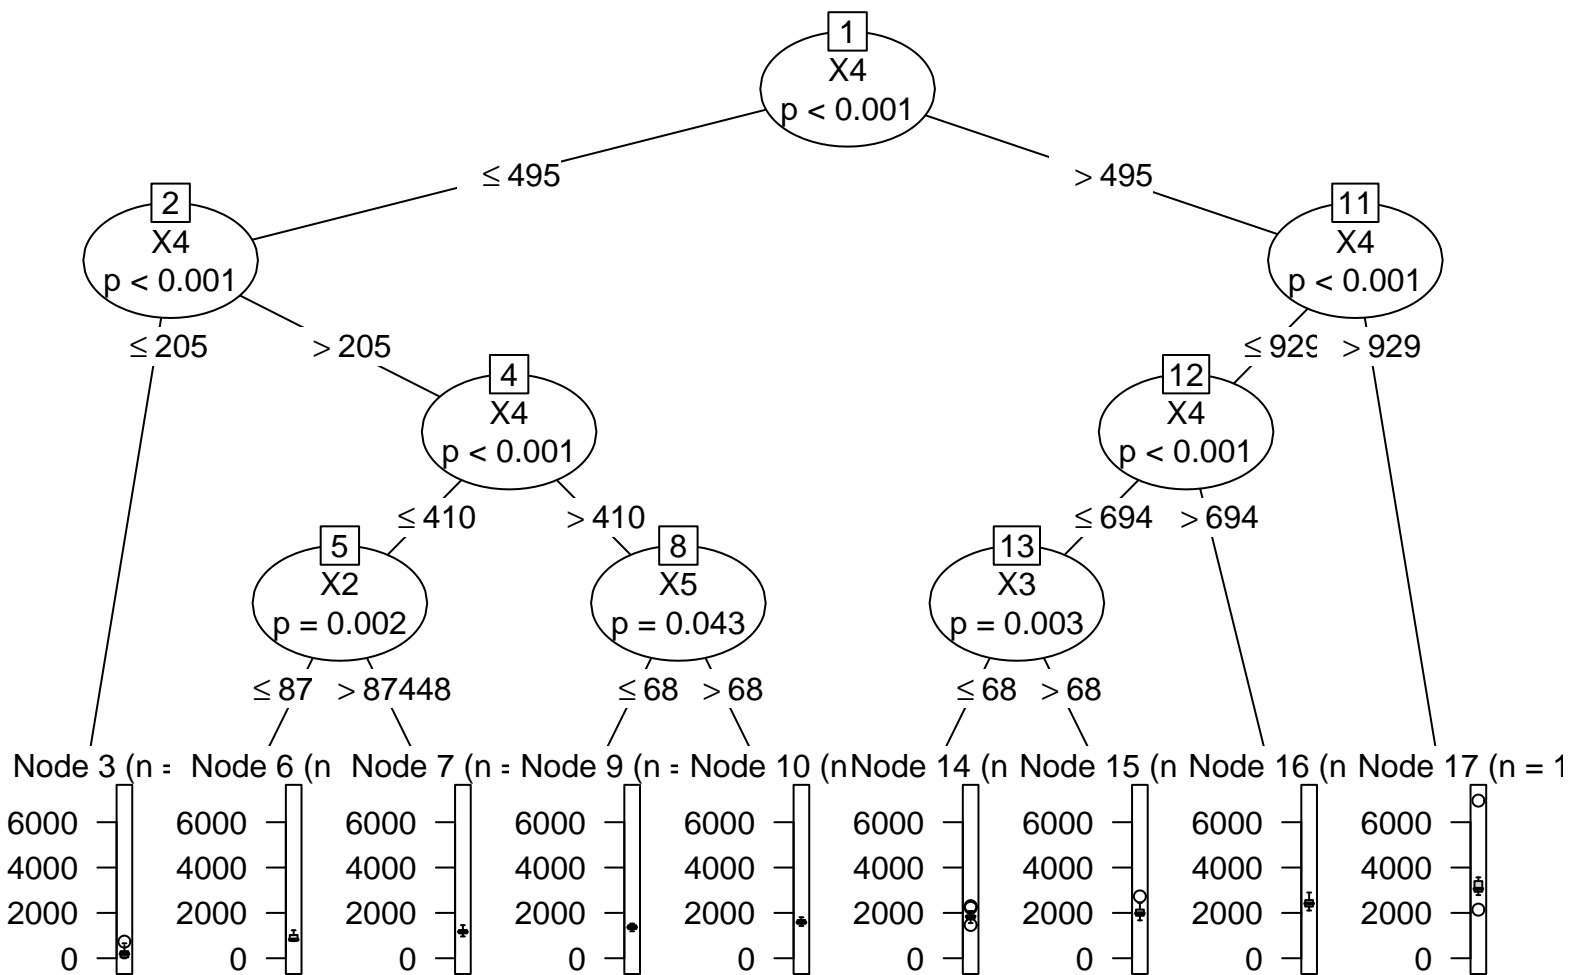 1
X4
p < 0.001
≤ 495
> 495
2
X4
p < 0.001
11
X4
p < 0.001
≤ 205
> 205
≤ 929
> 929
4
X4
p < 0.001
12
X4
p < 0.001
≤ 410
> 410
≤ 694
> 694
5
X2
p = 0.002
8
X5
p = 0.043
13
X3
p = 0.003
≤ 87
> 87448
≤ 68
> 68
≤ 68
> 68
Node 3 (n =
Node 6 (n
Node 7 (n =
Node 9 (n =
Node 10 (n
Node 14 (n
Node 15 (n
Node 16 (n
Node 17 (n = 1
6000 6000 6000 6000 6000 6000 6000 6000 6000
4000 4000 4000 4000 4000 4000 4000 4000 4000
2000 2000 2000 2000 2000 2000 2000 2000 2000
0 0 0 0 0 0 0 0 0